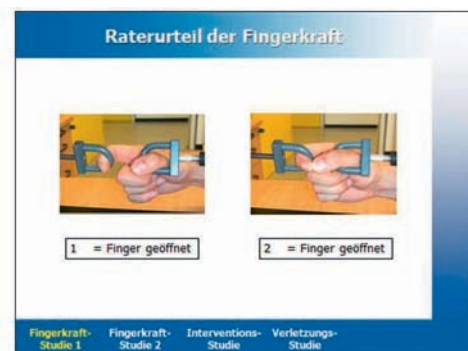 Raterurteil der Fingerkraft
1 = Finger geöffnet
2 = Finger geöffnet
Fingerkraft-
Studie 1
Fingerkraft-
Studie 2
Interventions-
Studie
Verletzungs-
Studie